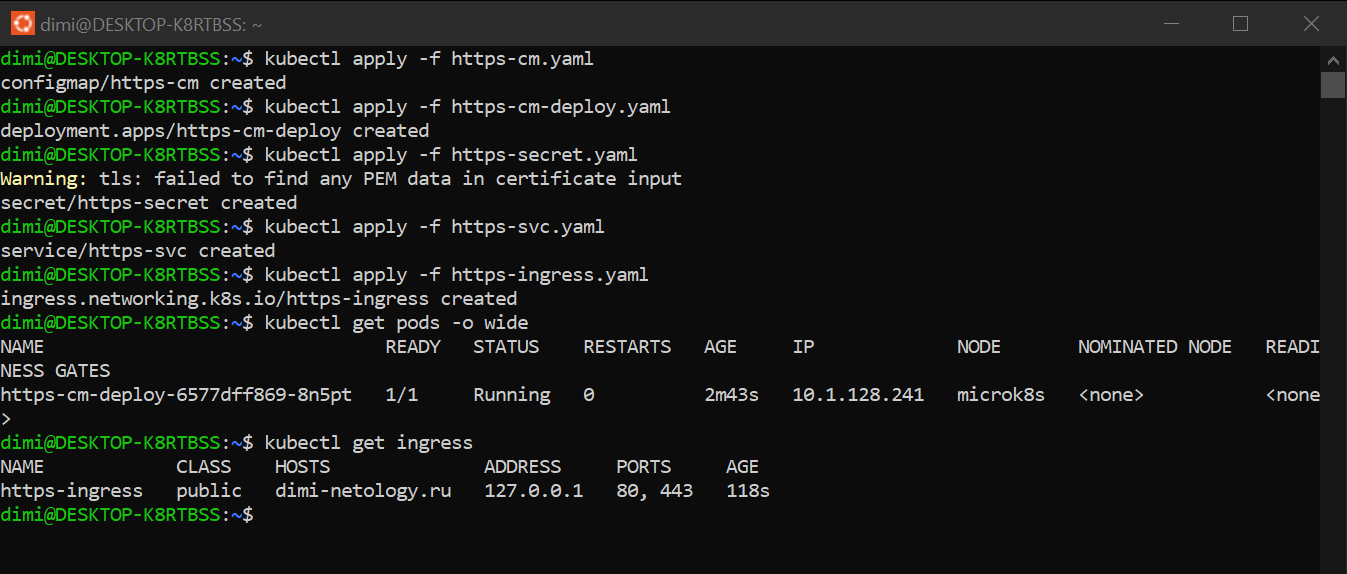 dimi@DESKTOP-K8RTBSS: ~
dimi@DESKTOP-K8RTBSS:~$ kubectl apply -f https-cm.yaml
configmap/https-cm created
dimi@DESKTOP-K8RTBSS:~$ kubectl apply -f https-cm-deploy.yaml
deployment.apps/https-cm-deploy created
dimi@DESKTOP-K8RTBSS:~$ kubectl apply -f https-secret.yaml
Warning: tls: failed to find any PEM data in certificate input
secret/https-secret created
dimi@DESKTOP-K8RTBSS:~$ kubectl apply -f https-svc.yaml
service/https-svc created
dimi@DESKTOP-K8RTBSS:~$ kubectl apply -f https-ingress.yaml
ingress.networking.k8s.io/https-ingress created
dimi@DESKTOP-K8RTBSS:~$ kubectl get pods -o wide
NAME                               READY   STATUS    RESTARTS   AGE     IP             NODE       NOMINATED NODE   READI
NESS GATES
https-cm-deploy-6577dff869-8n5pt   1/1     Running   0          2m43s   10.1.128.241   microk8s   <none>           <none
>
dimi@DESKTOP-K8RTBSS:~$ kubectl get ingress
NAME            CLASS    HOSTS              ADDRESS     PORTS     AGE
https-ingress   public   dimi-netology.ru   127.0.0.1   80, 443   118s
dimi@DESKTOP-K8RTBSS:~$